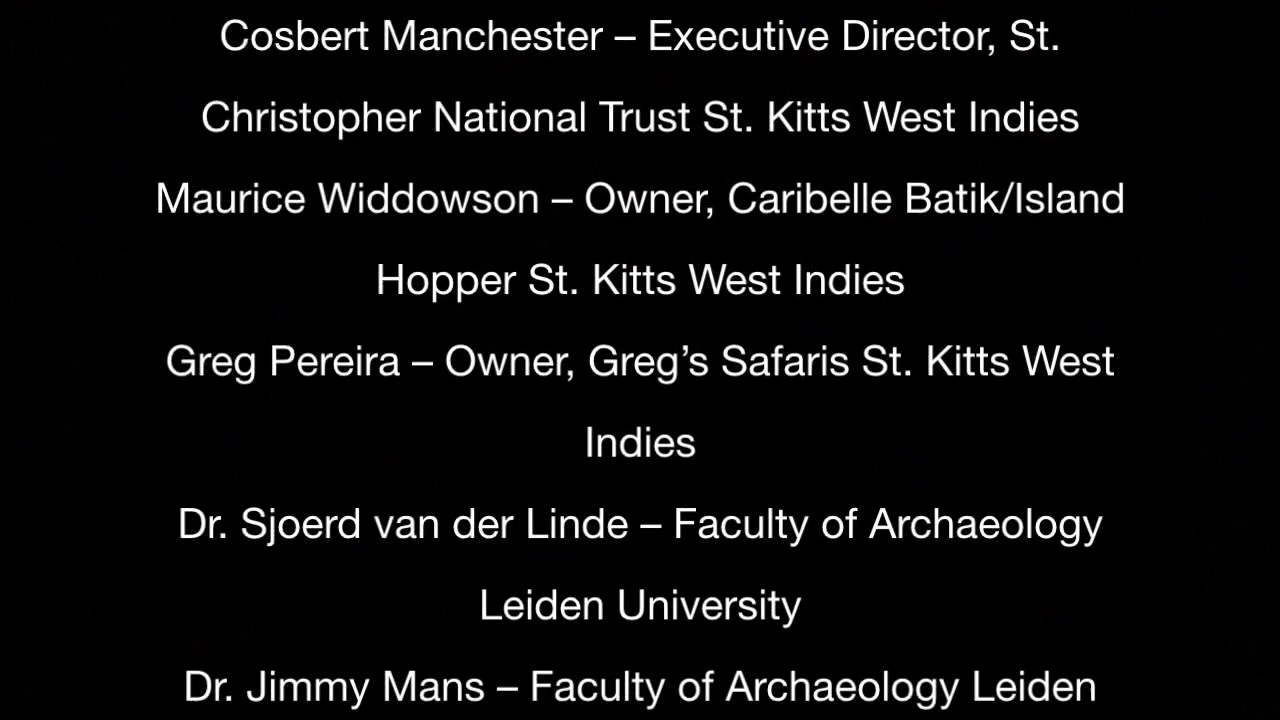 Cosbert Manchester – Executive Director, St.
Christopher National Trust St. Kitts West Indies
Maurice Widdowson – Owner, Caribelle Batik/Island
Hopper St. Kitts West Indies
Greg Pereira – Owner, Greg’s Safaris St. Kitts West
Indies
Dr. Sjoerd van der Linde – Faculty of Archaeology
Leiden University
Dr. Jimmy Mans – Faculty of Archaeology Leiden